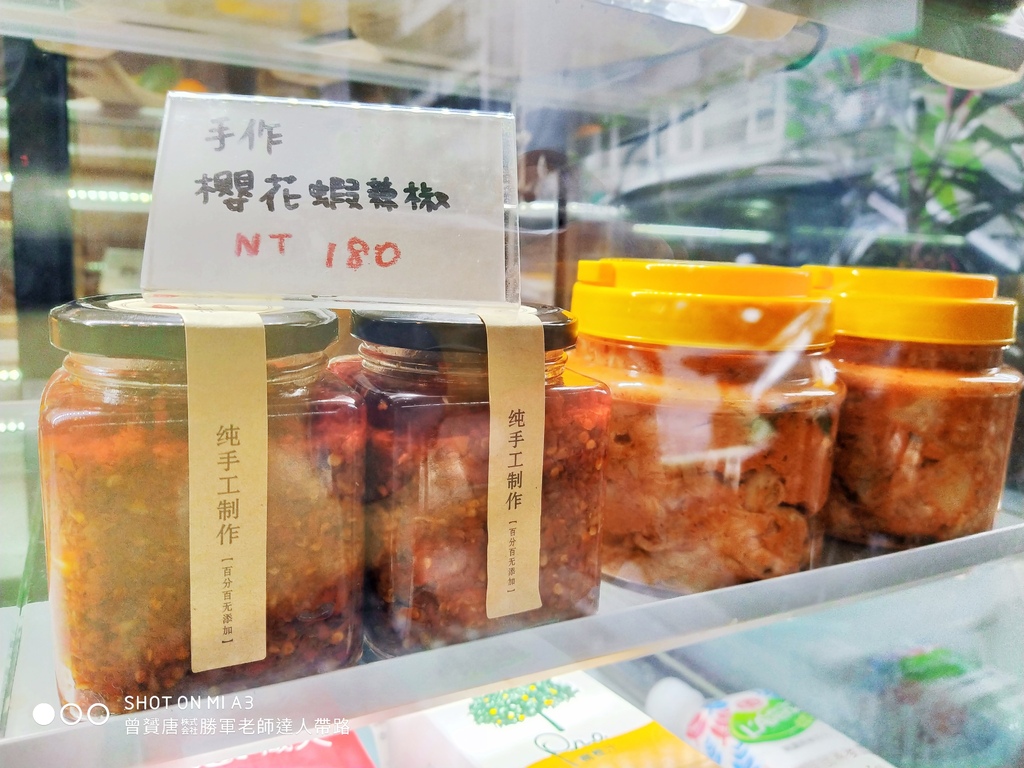 手作
櫻花蝦薑椒
NT 180
纯手工制作
【百分百无添加】
纯手工制作
【百分百无添加】
SHOT ON MI A3
曾贊唐龑勝軍老師達人帶路